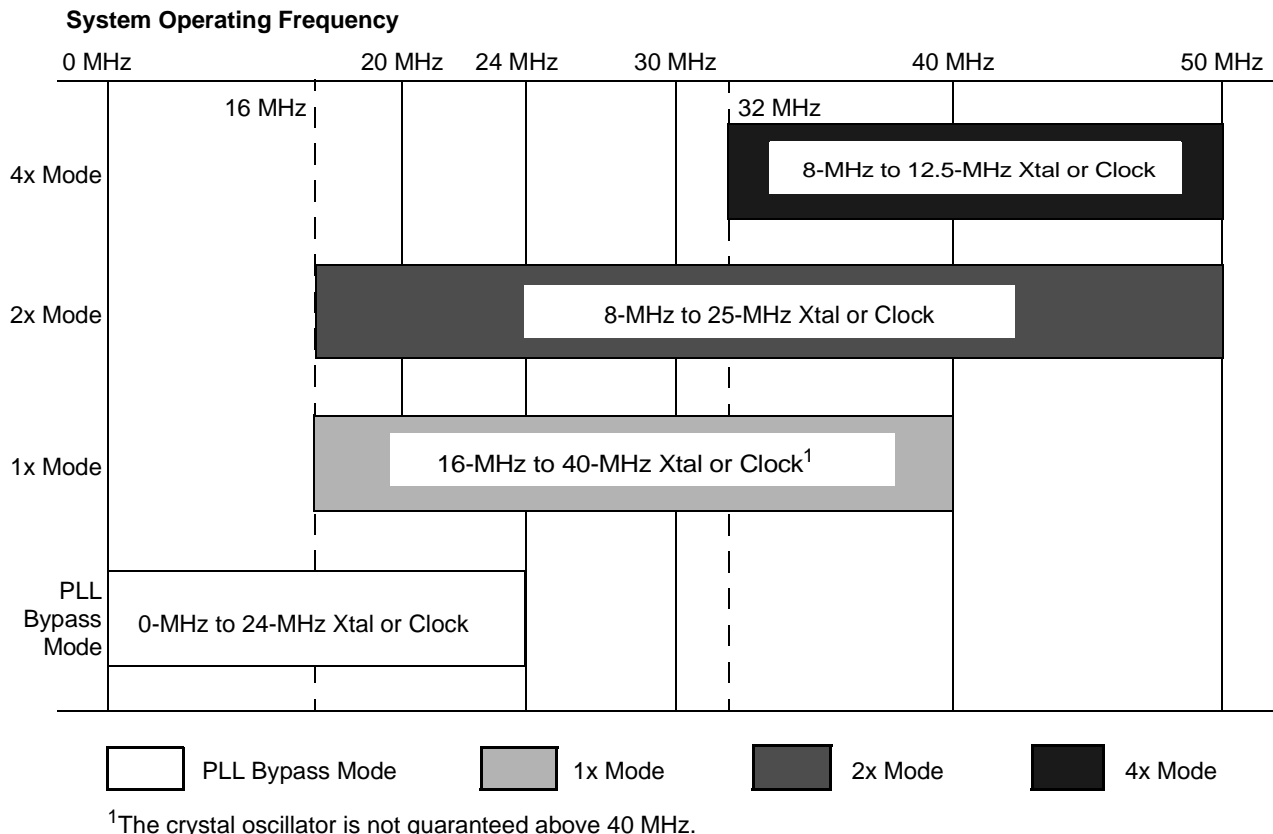 System Operating Frequency
0 MHz 20 MHz 24 MHz 30 MHz 40 MHz 50 MHz
16 MHz 32 MHz
4x Mode 8-MHz to 12.5-MHz Xtal or Clock
2x Mode 8-MHz to 25-MHz Xtal or Clock
1x Mode 16-MHz to 40-MHz Xtal or Clock¹
PLL
Bypass
Mode
0-MHz to 24-MHz Xtal or Clock
PLL Bypass Mode 1x Mode 2x Mode 4x Mode
¹The crystal oscillator is not guaranteed above 40 MHz.